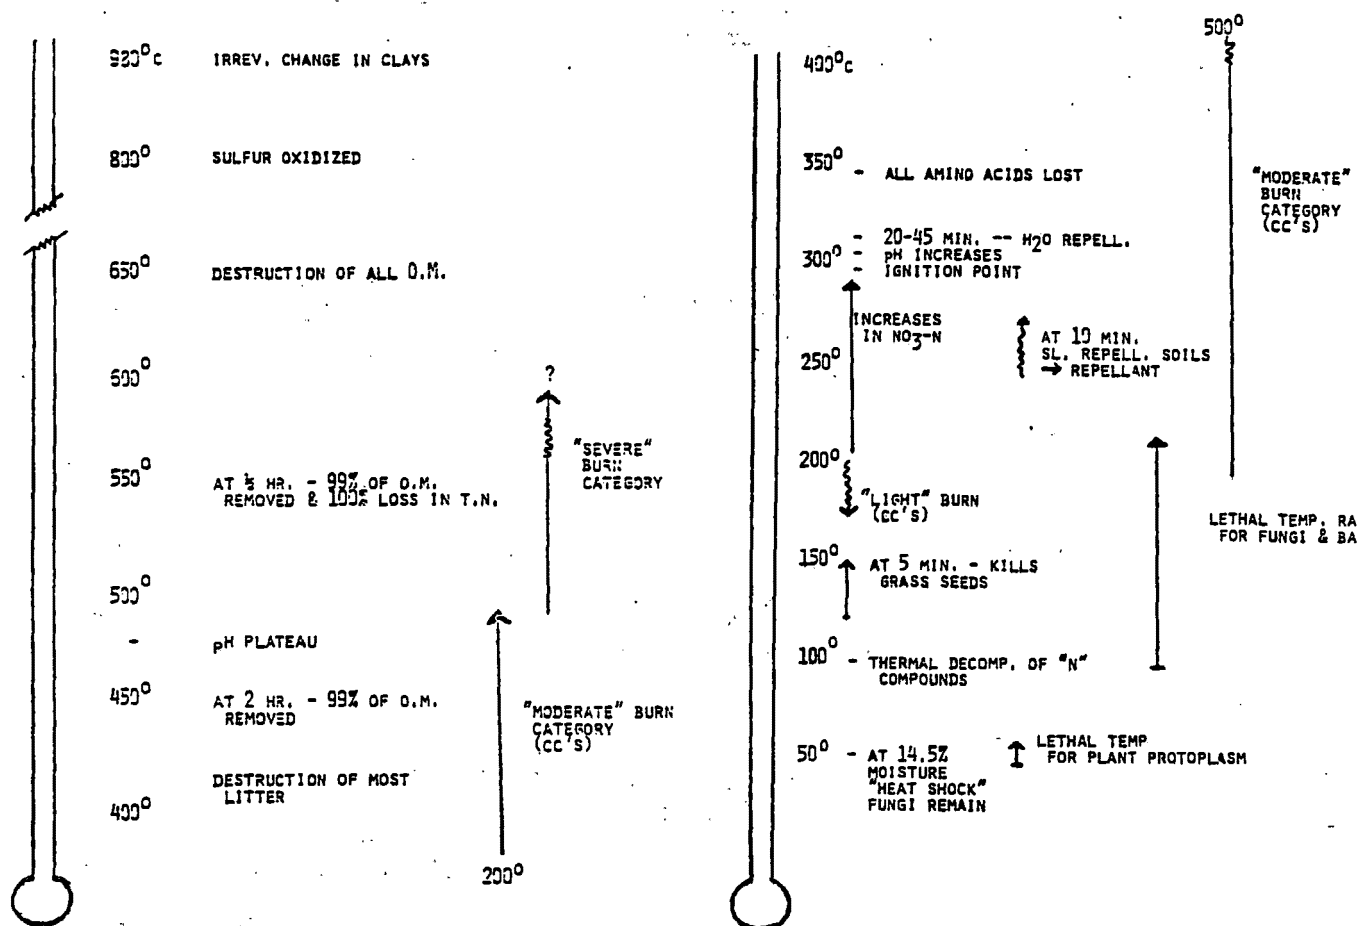 980°C IRREV. CHANGE IN CLAYS
800° SULFUR OXIDIZED
650° DESTRUCTION OF ALL O.M.
600°
?
"SEVERE"
BURN
CATEGORY
550° AT ½ HR. - 99% OF O.M.
REMOVED & 100% LOSS IN T.N.
500°
- pH PLATEAU
450° AT 2 HR. - 99% OF O.M.
REMOVED
"MODERATE" BURN
CATEGORY
(CC'S)
DESTRUCTION OF MOST
LITTER
400°
200°
500°
400°C
350° - ALL AMINO ACIDS LOST
"MODERATE"
BURN
CATEGORY
(CC'S)
- 20-45 MIN. -- H2O REPELL.
300° - pH INCREASES
- IGNITION POINT
INCREASES
IN NO3-N
250°
AT 10 MIN.
SL. REPELL. SOILS
→ REPELLANT
200°
"LIGHT" BURN
(CC'S)
LETHAL TEMP. RA
FOR FUNGI & BA
150° AT 5 MIN. - KILLS
GRASS SEEDS
100° - THERMAL DECOMP. OF "N"
COMPOUNDS
50° - AT 14.5%
MOISTURE
"HEAT SHOCK"
FUNGI REMAIN
LETHAL TEMP
FOR PLANT PROTOPLASM